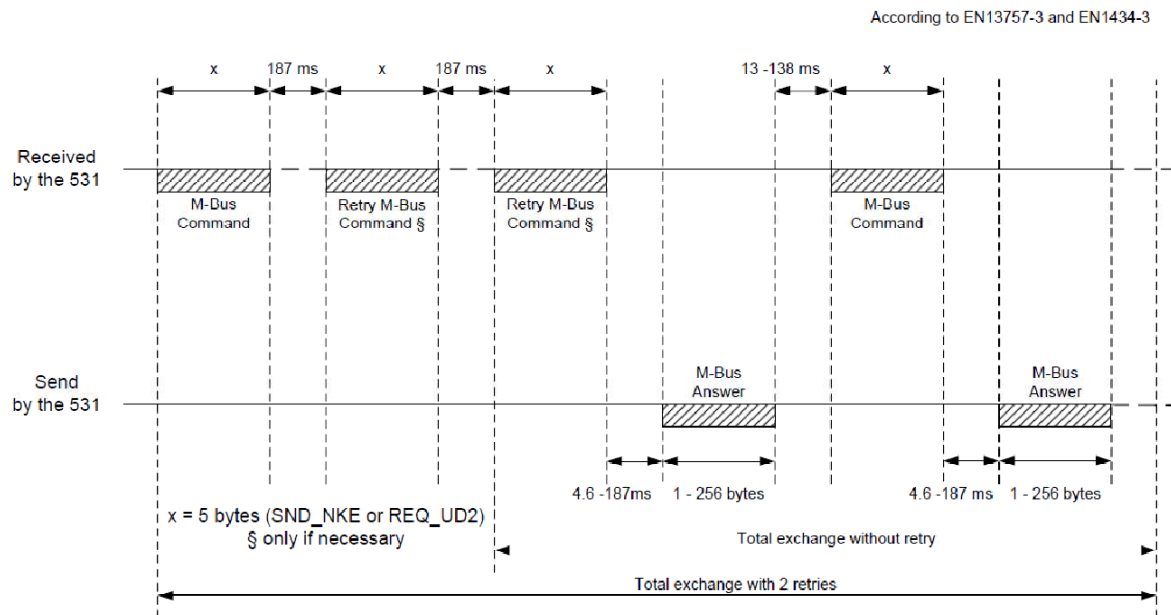 According to EN13757-3 and EN1434-3
x
187 ms
x
187 ms
x
13 -138 ms
x
Received
by the 531
M-Bus
Command
Retry M-Bus
Command §
Retry M-Bus
Command §
M-Bus
Command
Send
by the 531
M-Bus
Answer
M-Bus
Answer
4.6 -187ms
1 - 256 bytes
4.6 -187 ms
1 - 256 bytes
x = 5 bytes (SND_NKE or REQ_UD2)
§ only if necessary
Total exchange without retry
Total exchange with 2 retries